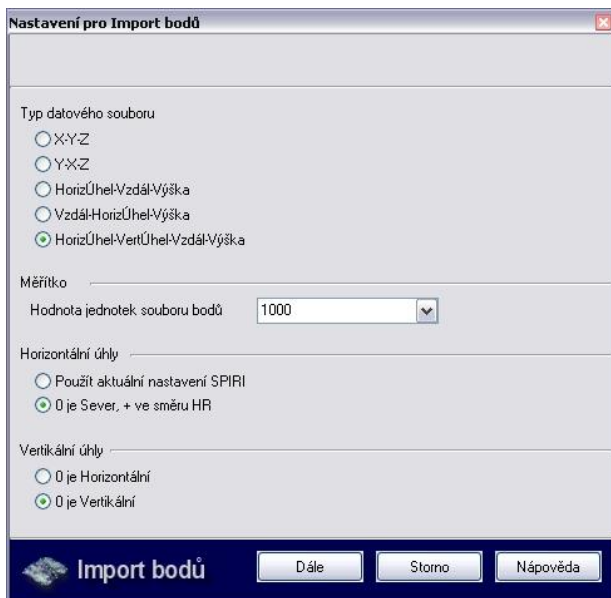 Nastavení pro Import bodů
Typ datového souboru
X-Y-Z
Y-X-Z
HorizÚhel-Vzdál-Výška
Vzdál-HorizÚhel-Výška
HorizÚhel-VertÚhel-Vzdál-Výška
Měřítko
Hodnota jednotek souboru bodů 1000
Horizontální úhly
Použít aktuální nastavení SPIRI
0 je Sever, + ve směru HR
Vertikální úhly
0 je Horizontální
0 je Vertikální
Import bodů Dále Storno Nápověda